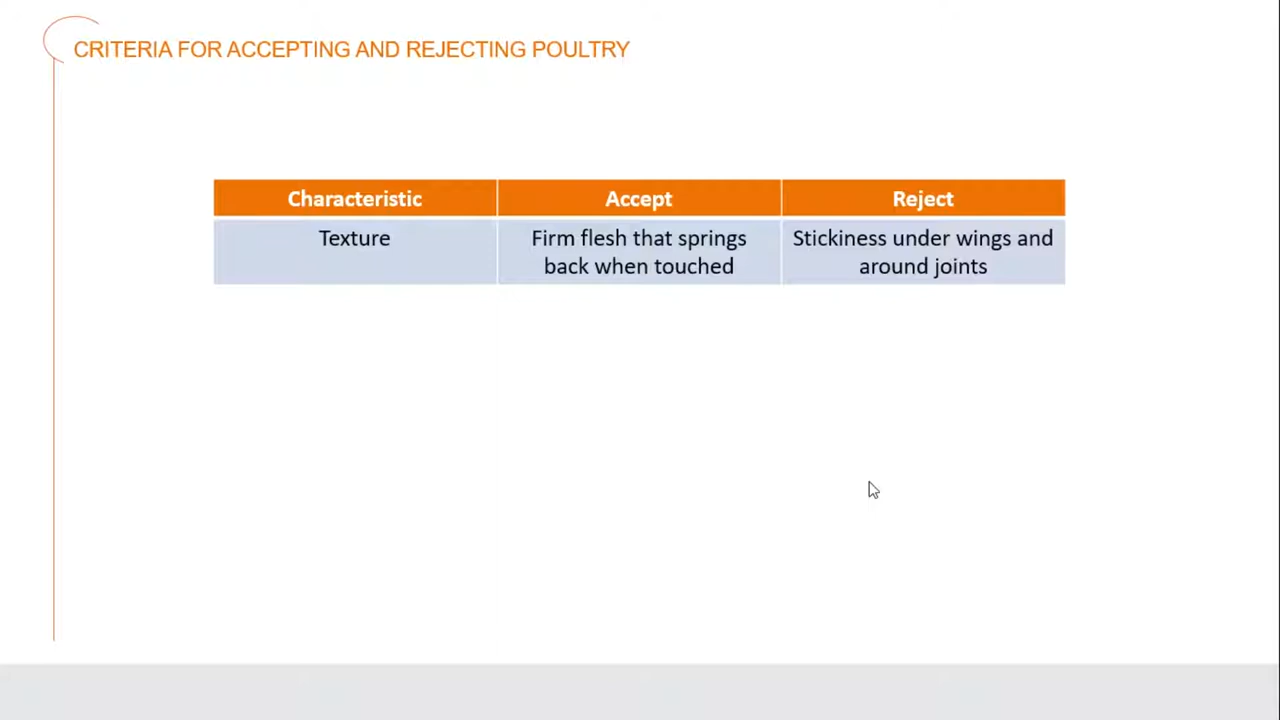 CRITERIA FOR ACCEPTING AND REJECTING POULTRY
Characteristic
Accept
Reject
Texture
Firm flesh that springs
back when touched
Stickiness under wings and
around joints